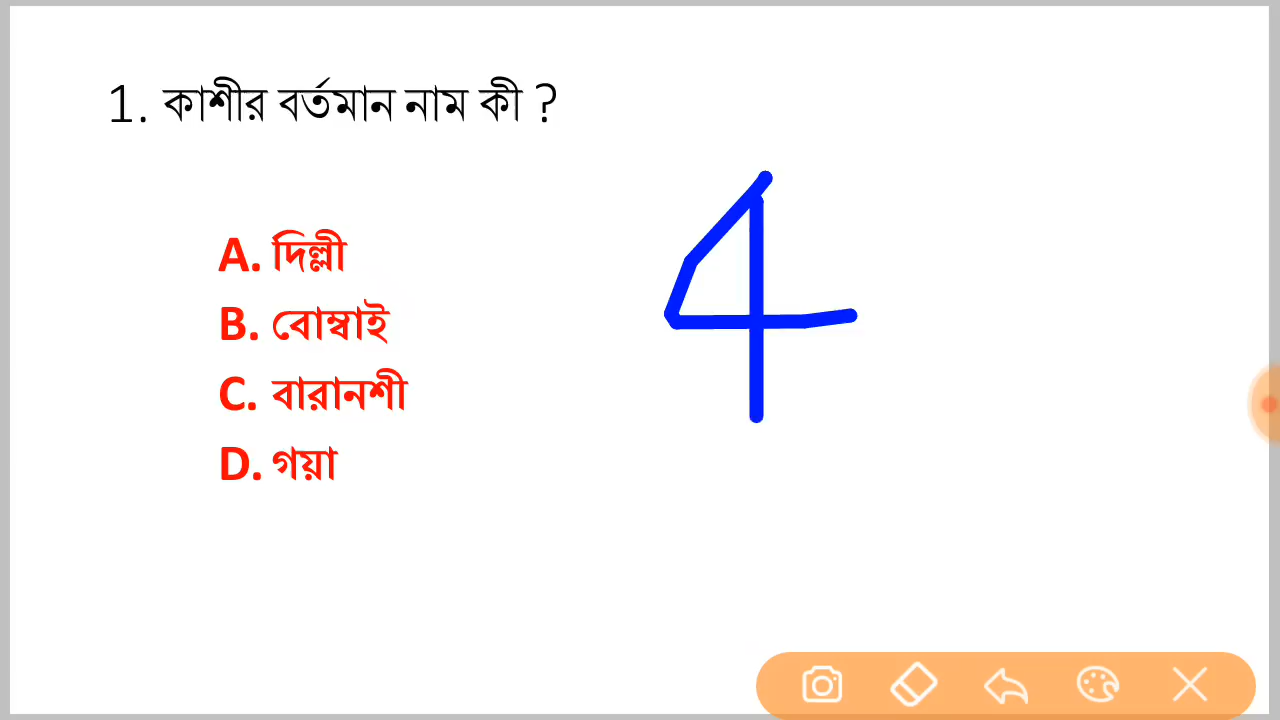 1. কাশীর বর্তমান নাম কী ?
A. দিল্লী
B. বোম্বাই
C. বারানশী
D. গয়া
4